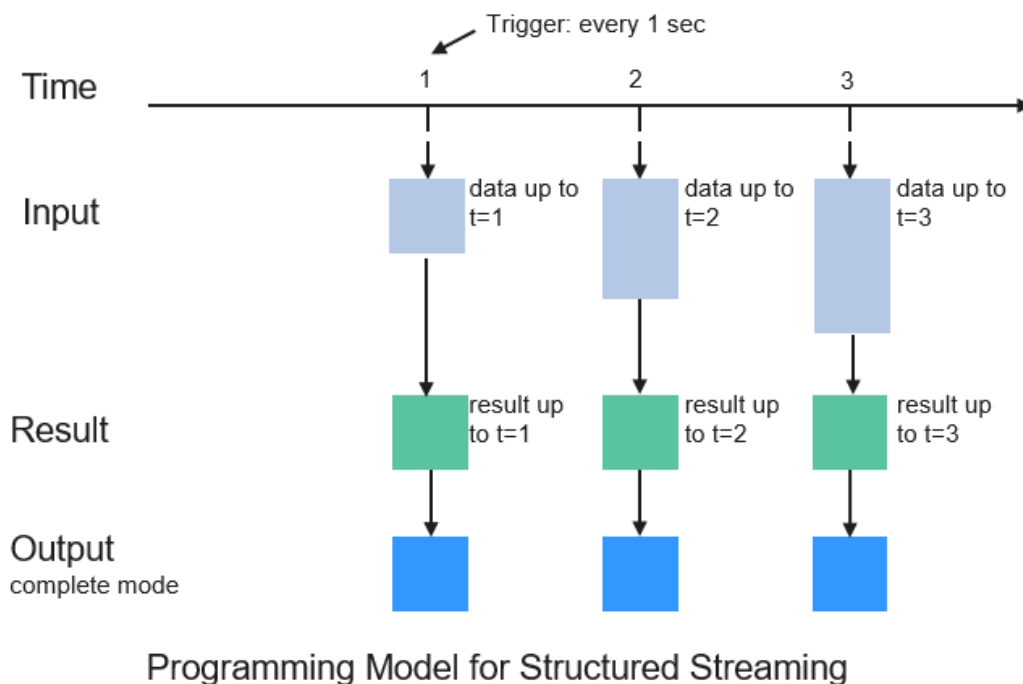 Trigger: every 1 sec
Time
1
2
3
Input
data up to
t=1
data up to
t=2
data up to
t=3
Result
result up
to t=1
result up
to t=2
result up
to t=3
Output
complete mode
Programming Model for Structured Streaming